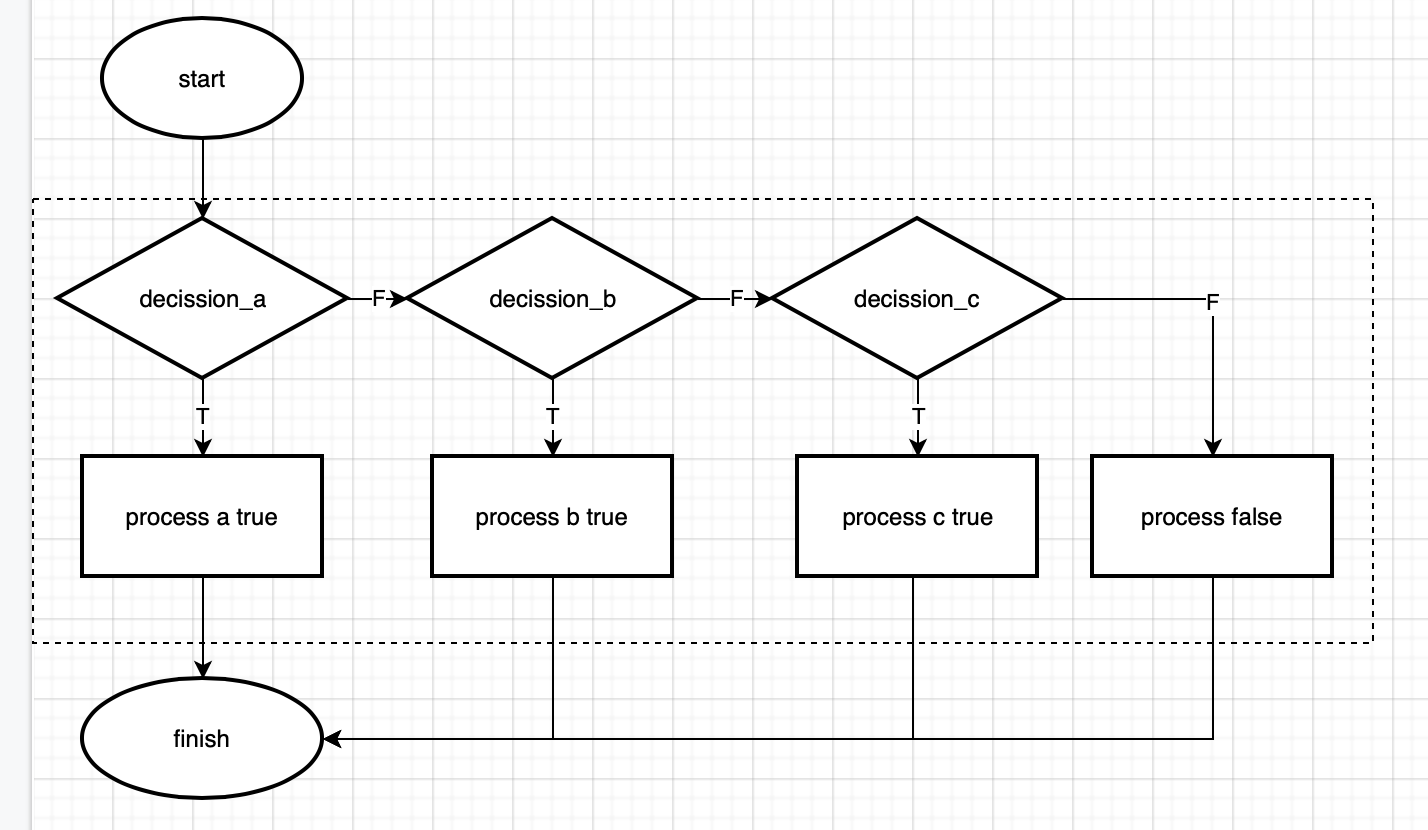 start
decission_a
F
decission_b
F
decission_c
F
T
T
T
process a true
process b true
process c true
process false
finish